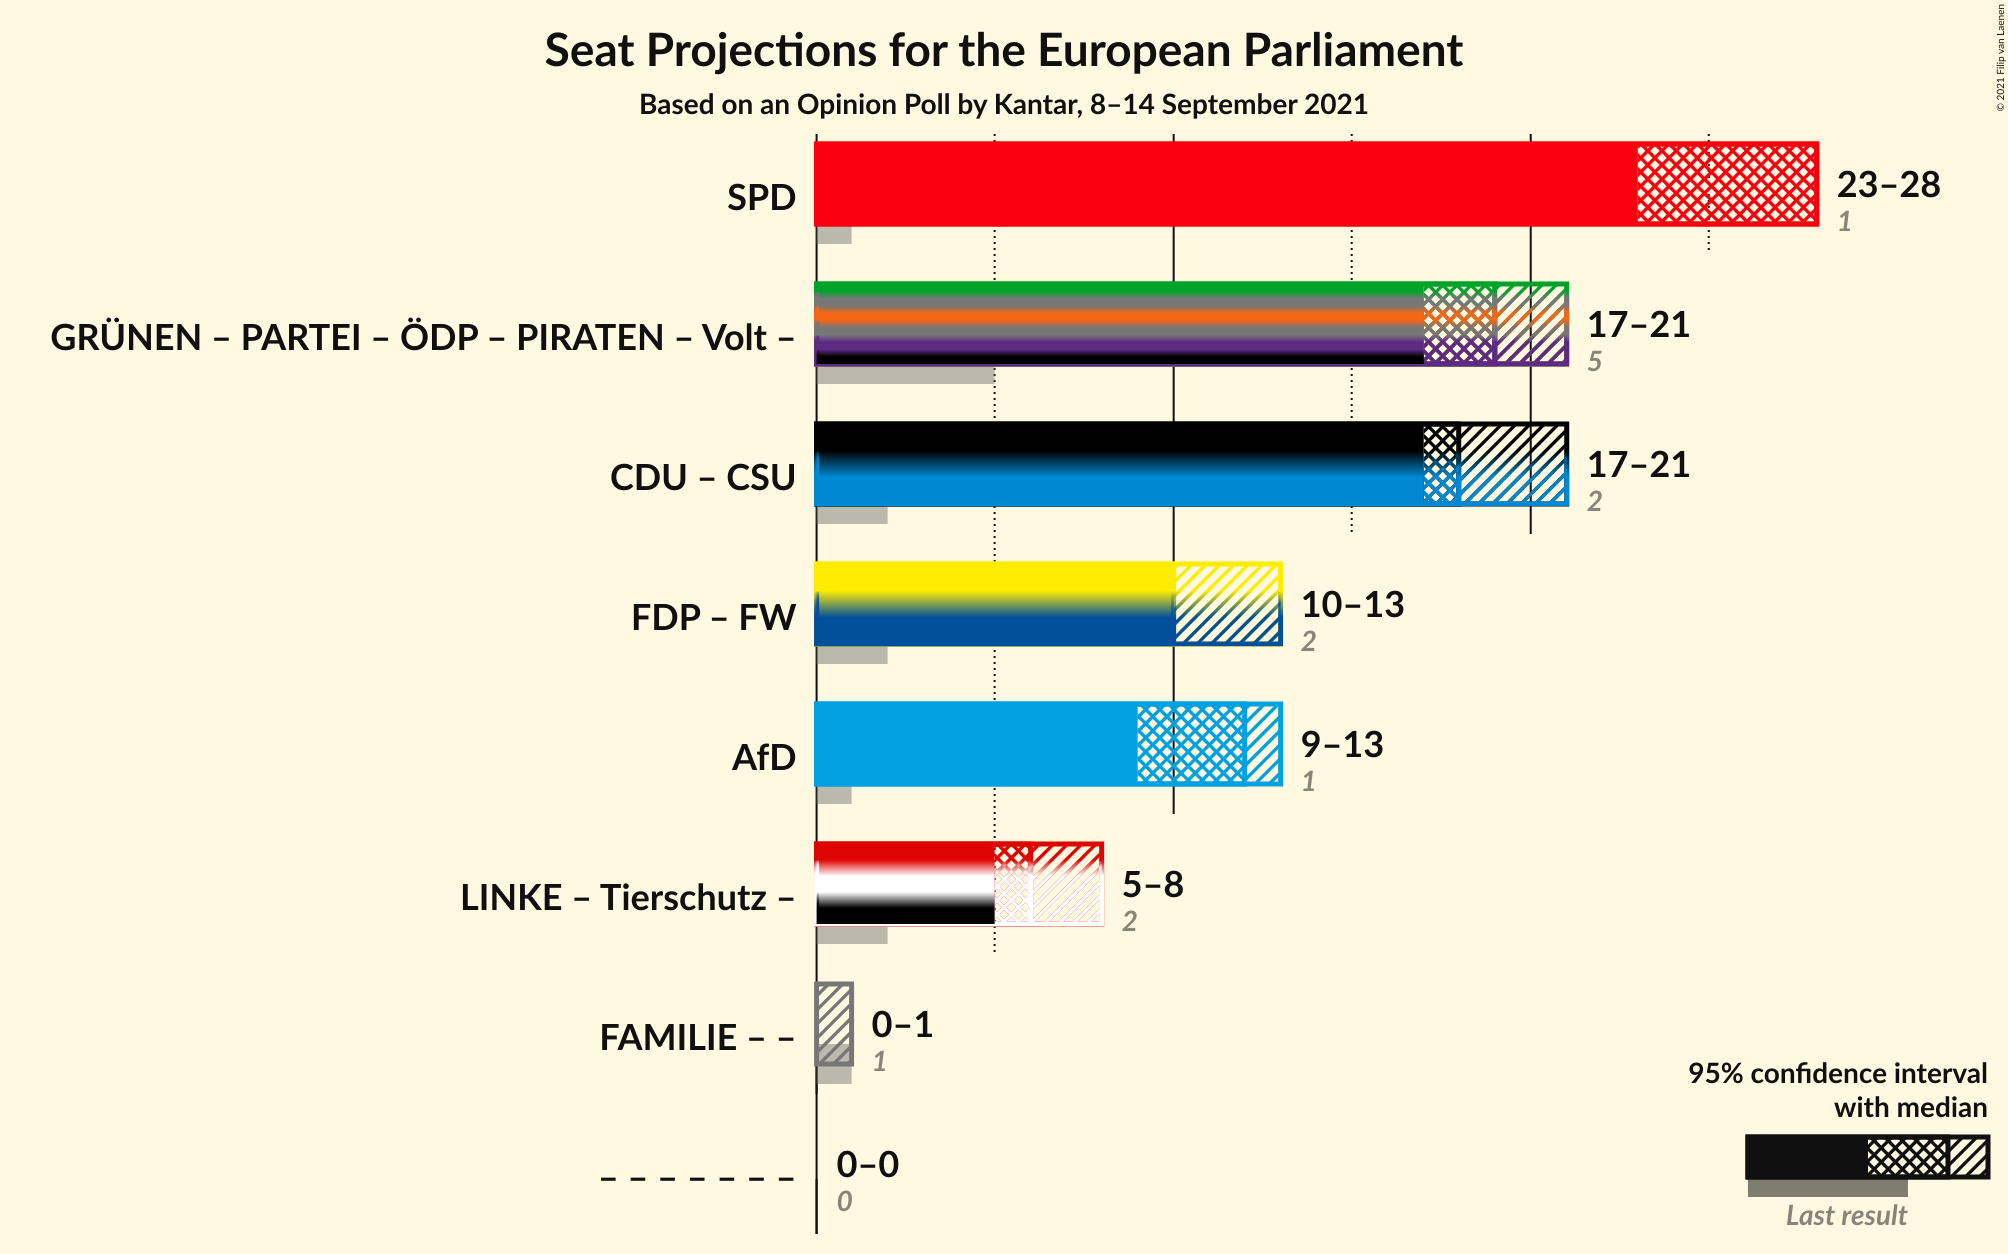 Seat Projections for the European Parliament
Based on an Opinion Poll by Kantar, 8–14 September 2021
© 2021 Filip van Laenen
SPD
23–28
1
GRÜNEN – PARTEI – ÖDP – PIRATEN – Volt –
17–21
5
CDU – CSU
17–21
2
FDP – FW
10–13
2
AfD
9–13
1
LINKE – Tierschutz –
5–8
2
FAMILIE – –
0–1
1
– – – – – – –
0–0
0
95% confidence interval
with median
Last result